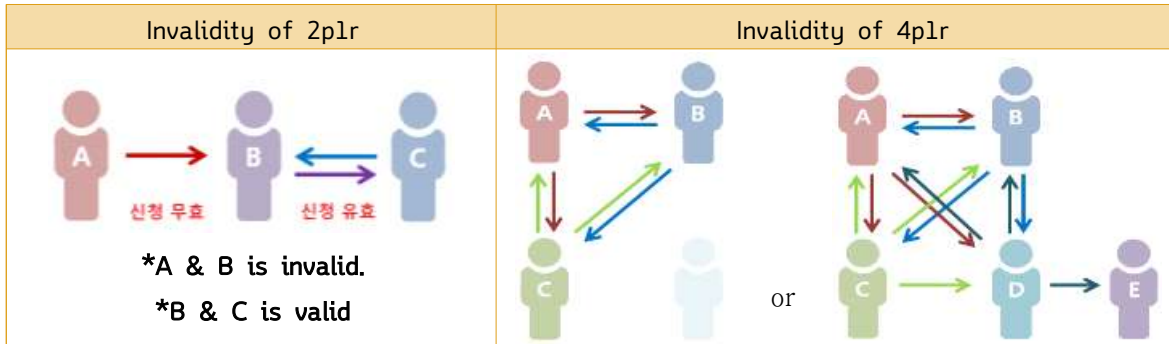 Invalidity of 2plr
Invalidity of 4plr
A
B
C
신청 무효
신청 유효
*A & B is invalid.
*B & C is valid
A
B
C
or
A
B
C
D
E